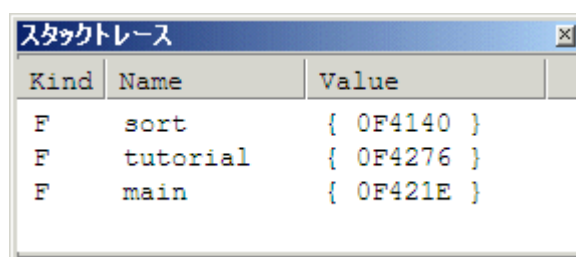 スタックトレース
Kind Name Value
F sort { 0F4140 }
F tutorial { 0F4276 }
F main { 0F421E }